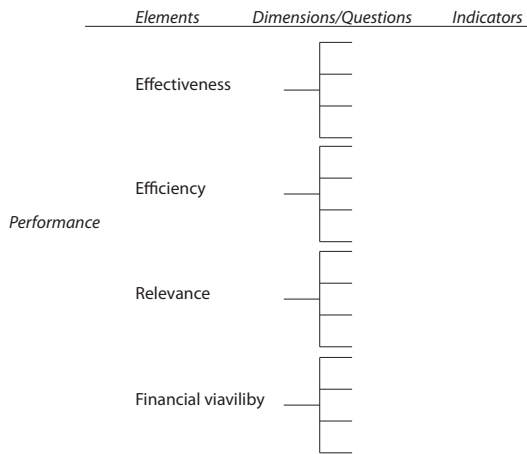 Elements Dimensions/Questions Indicators
Effectiveness
Efficiency
Performance
Relevance
Financial viaviliby